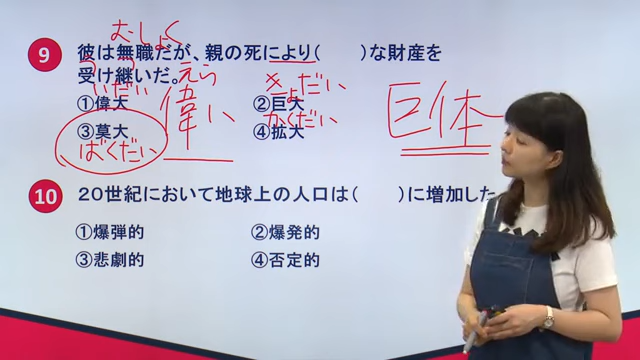 むしょく
9 彼は無職だが、親の死により( )な財産を
受け継いだ。
いだい えら きょだい
①偉大 偉い ②巨大 巨体
かくだい
③莫大 ④拡大
ばくだい
10 20世紀において地球上の人口は( )に増加した
①爆弾的 ②爆発的
③悲劇的 ④否定的